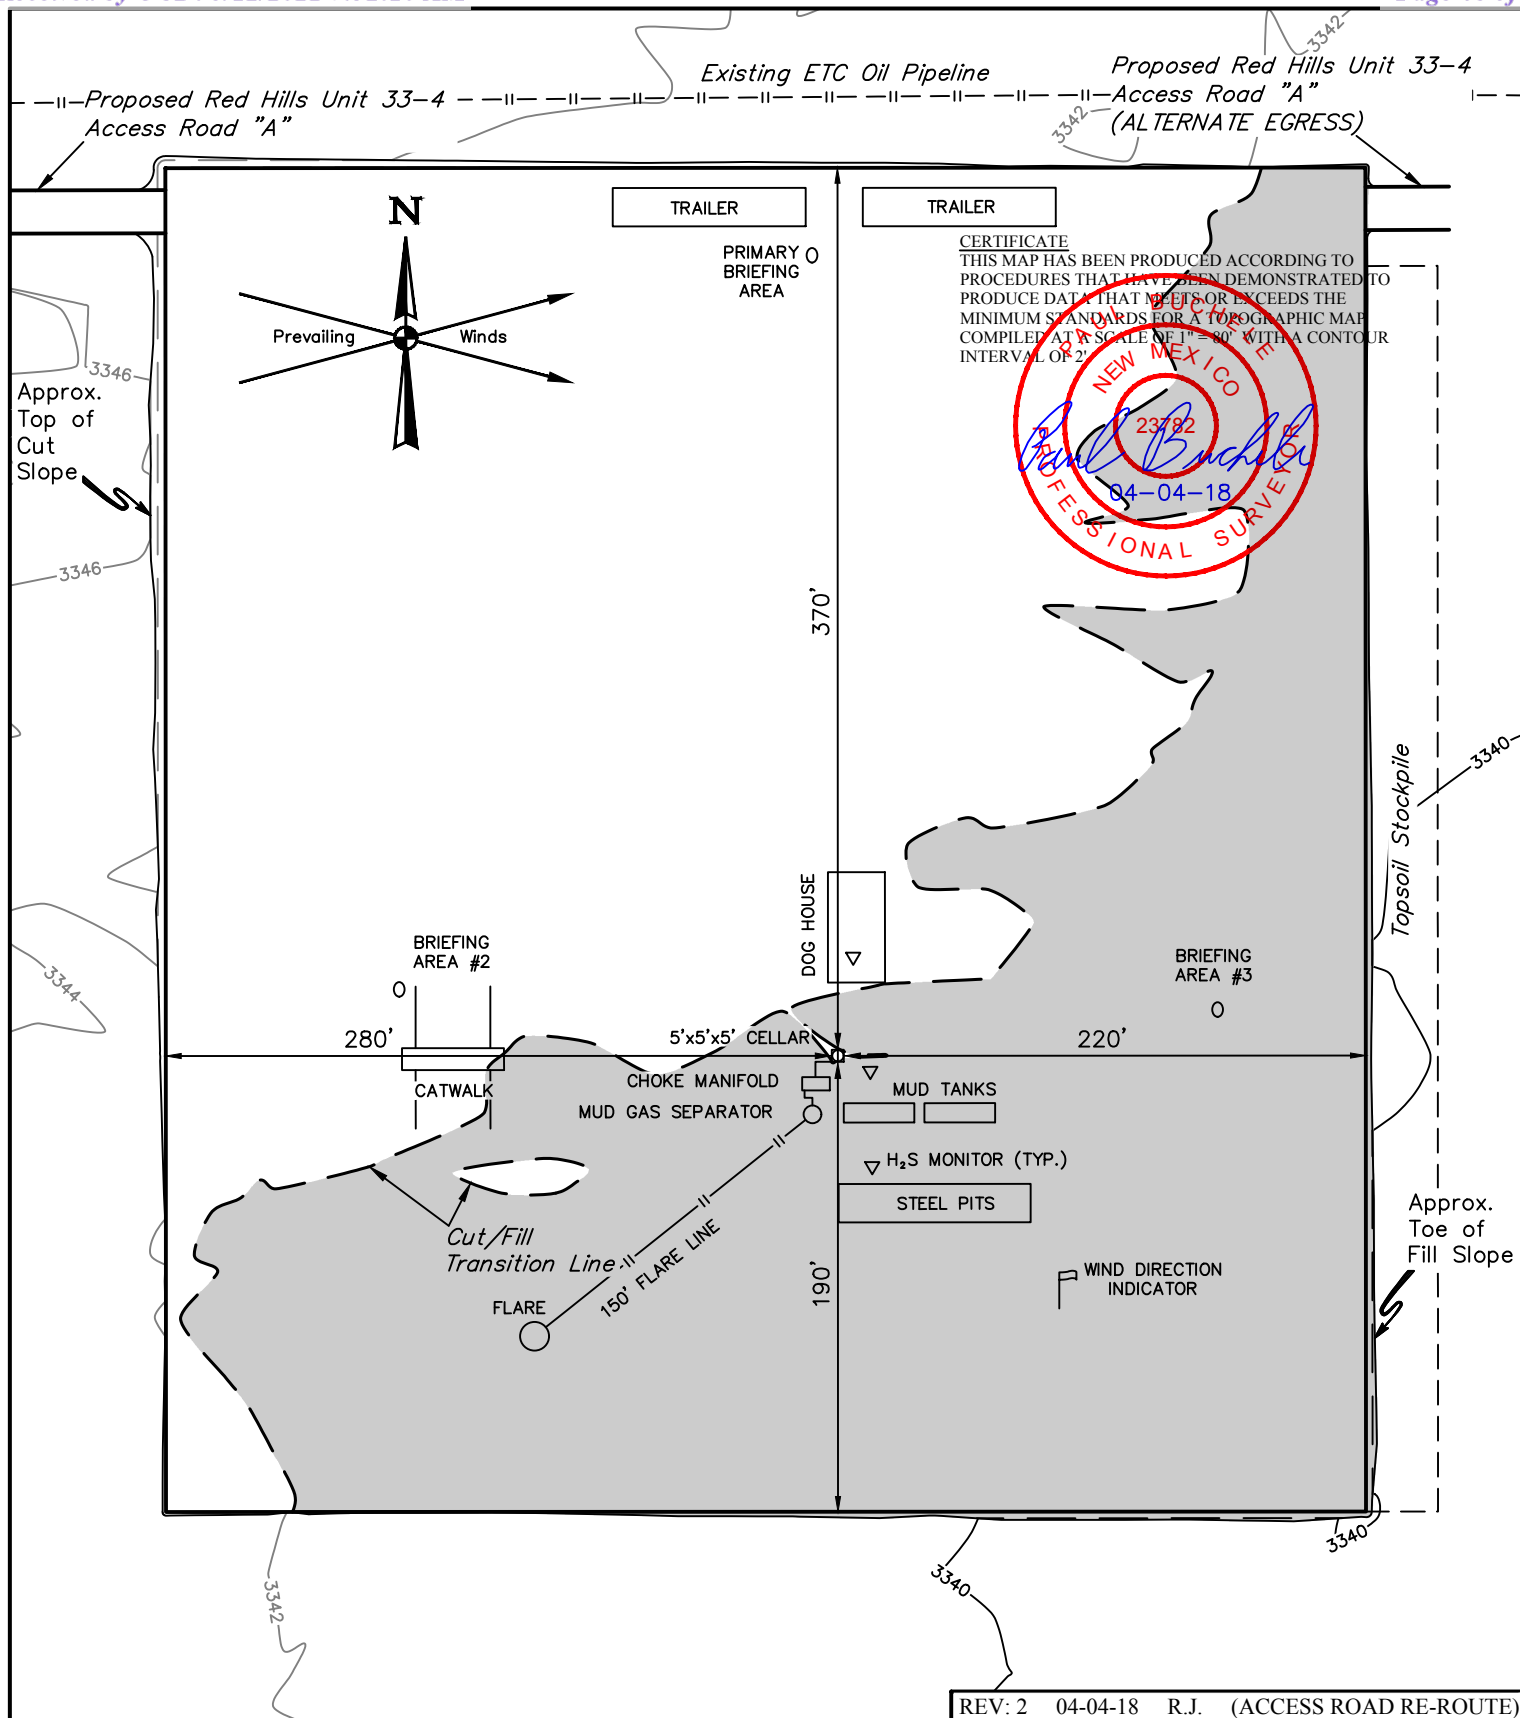 3342
Existing ETC Oil Pipeline
Proposed Red Hills Unit 33-4
Access Road "A"
(ALTERNATE EGRESS)
Proposed Red Hills Unit 33-4
Access Road "A"
3342
N
Prevailing Winds
TRAILER
TRAILER
PRIMARY
BRIEFING
AREA
CERTIFICATE
THIS MAP HAS BEEN PRODUCED ACCORDING TO
PROCEDURES THAT HAVE BEEN DEMONSTRATED TO
PRODUCE DATA THAT MEETS OR EXCEEDS THE
MINIMUM STANDARDS FOR A TOPOGRAPHIC MAP
COMPILED AT A SCALE OF 1" = 80' WITH A CONTOUR
INTERVAL OF 2'.
PAUL BUCHELE
NEW MEXICO
23782
Paul Buchele
04-04-18
PROFESSIONAL SURVEYOR
3346
Approx.
Top of
Cut
Slope
3346
370'
3340
Topsoil Stockpile
DOG HOUSE
BRIEFING
AREA #2
BRIEFING
AREA #3
3344
280'
5'x5'x5' CELLAR
220'
CATWALK
CHOKE MANIFOLD
MUD GAS SEPARATOR
MUD TANKS
H₂S MONITOR (TYP.)
STEEL PITS
Cut/Fill
Transition Line
150' FLARE LINE
FLARE
190'
WIND DIRECTION
INDICATOR
Approx.
Toe of
Fill Slope
3340
3340
3342
REV: 2 04-04-18 R.J. (ACCESS ROAD RE-ROUTE)